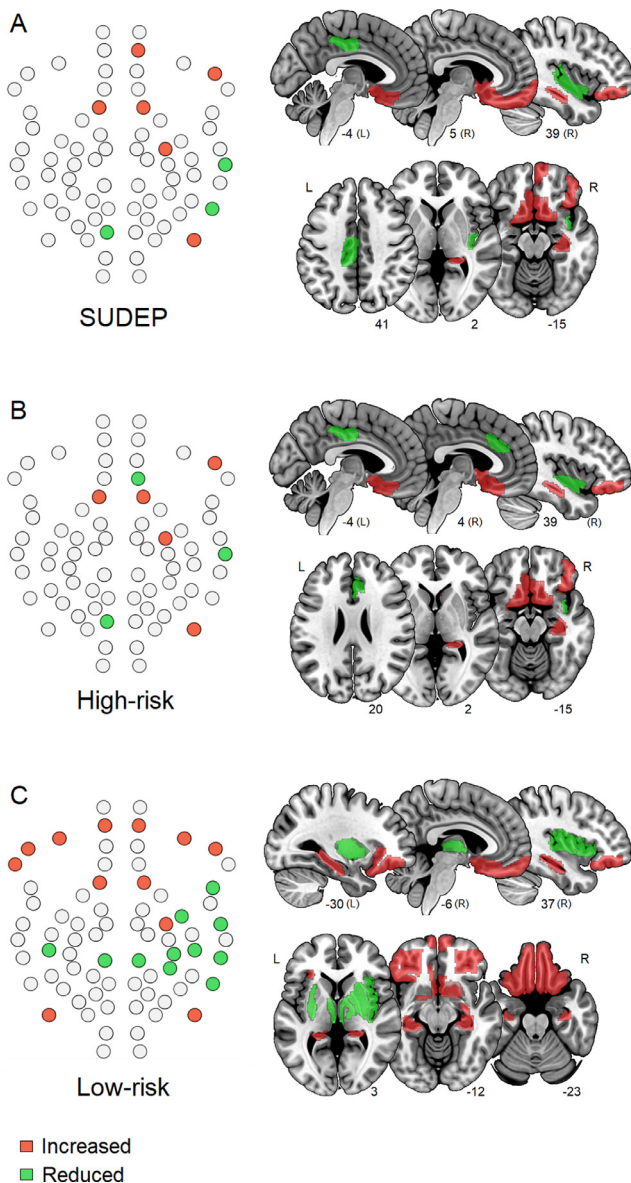 A
-4 (L)
5 (R)
39 (R)
L
R
41
2
-15
SUDEP
B
-4 (L)
4 (R)
39 (R)
L
R
20
2
-15
High-risk
C
-30 (L)
-6 (R)
37 (R)
L
R
3
-12
-23
Low-risk
Increased
Reduced